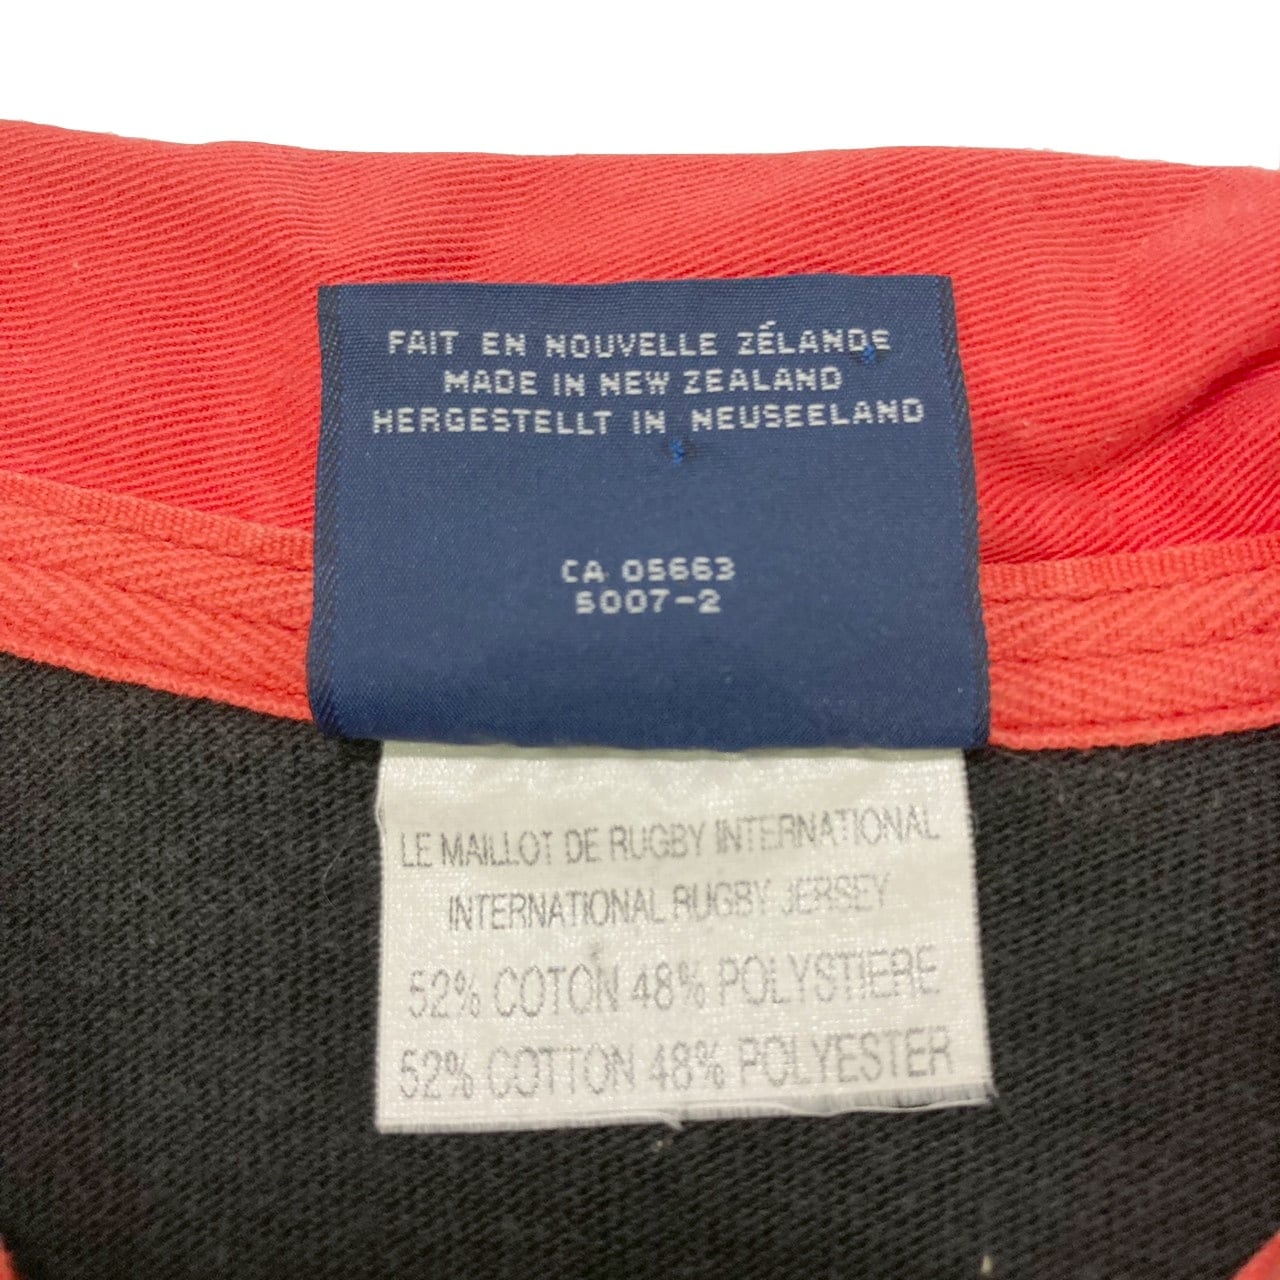 FAIT EN NOUVELLE ZÉLANDE
MADE IN NEW ZEALAND
HERGESTELLT IN NEUSEELAND
CA 05663
5007-2
LE MAILLOT DE RUGBY INTERNATIONAL
INTERNATIONAL RUGBY JERSEY
52% COTON 48% POLYSTIERE
52% COTTON 48% POLYESTER